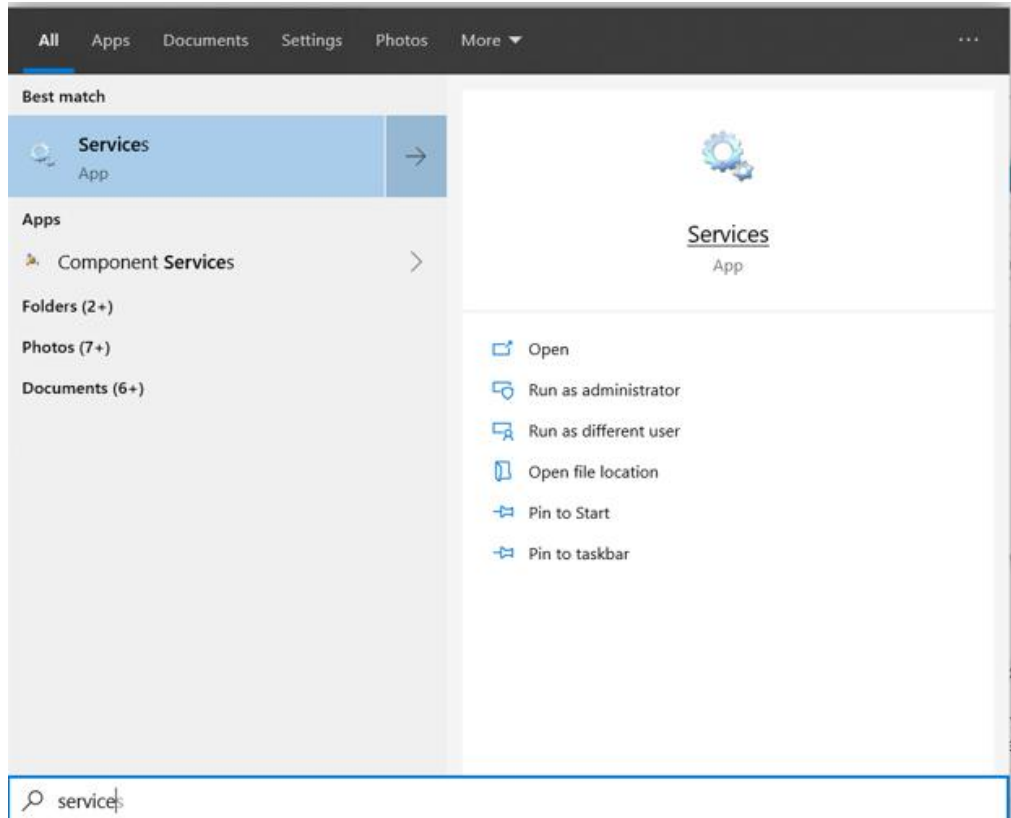 All Apps Documents Settings Photos More
Best match
Services
App
Apps
Component Services
Folders (2+)
Photos (7+)
Documents (6+)
Services
App
Open
Run as administrator
Run as different user
Open file location
Pin to Start
Pin to taskbar
services